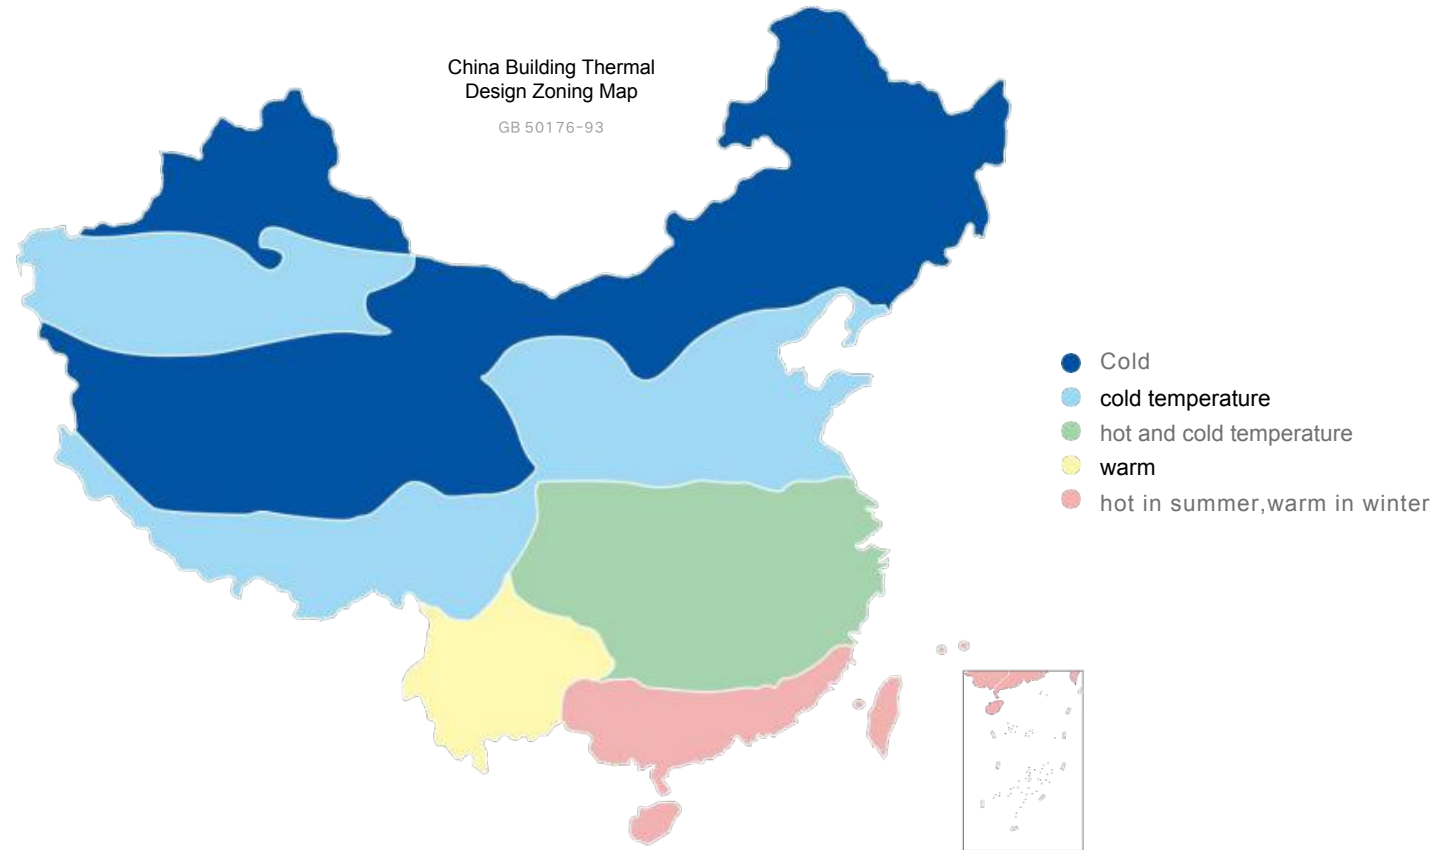 China Building Thermal
Design Zoning Map
GB 50176-93
Cold
cold temperature
hot and cold temperature
warm
hot in summer,warm in winter